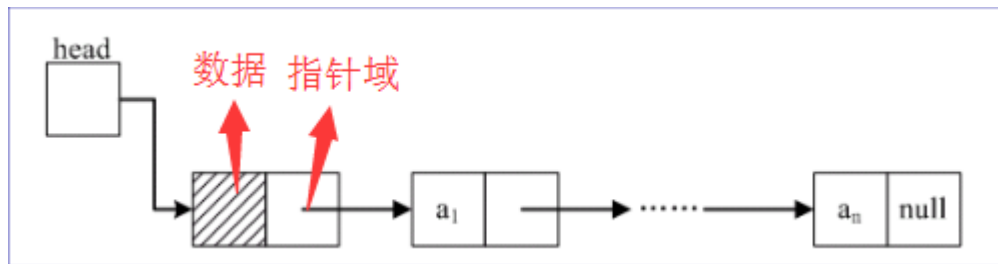 head
数据 指针域
a₁ ...... aₙ null